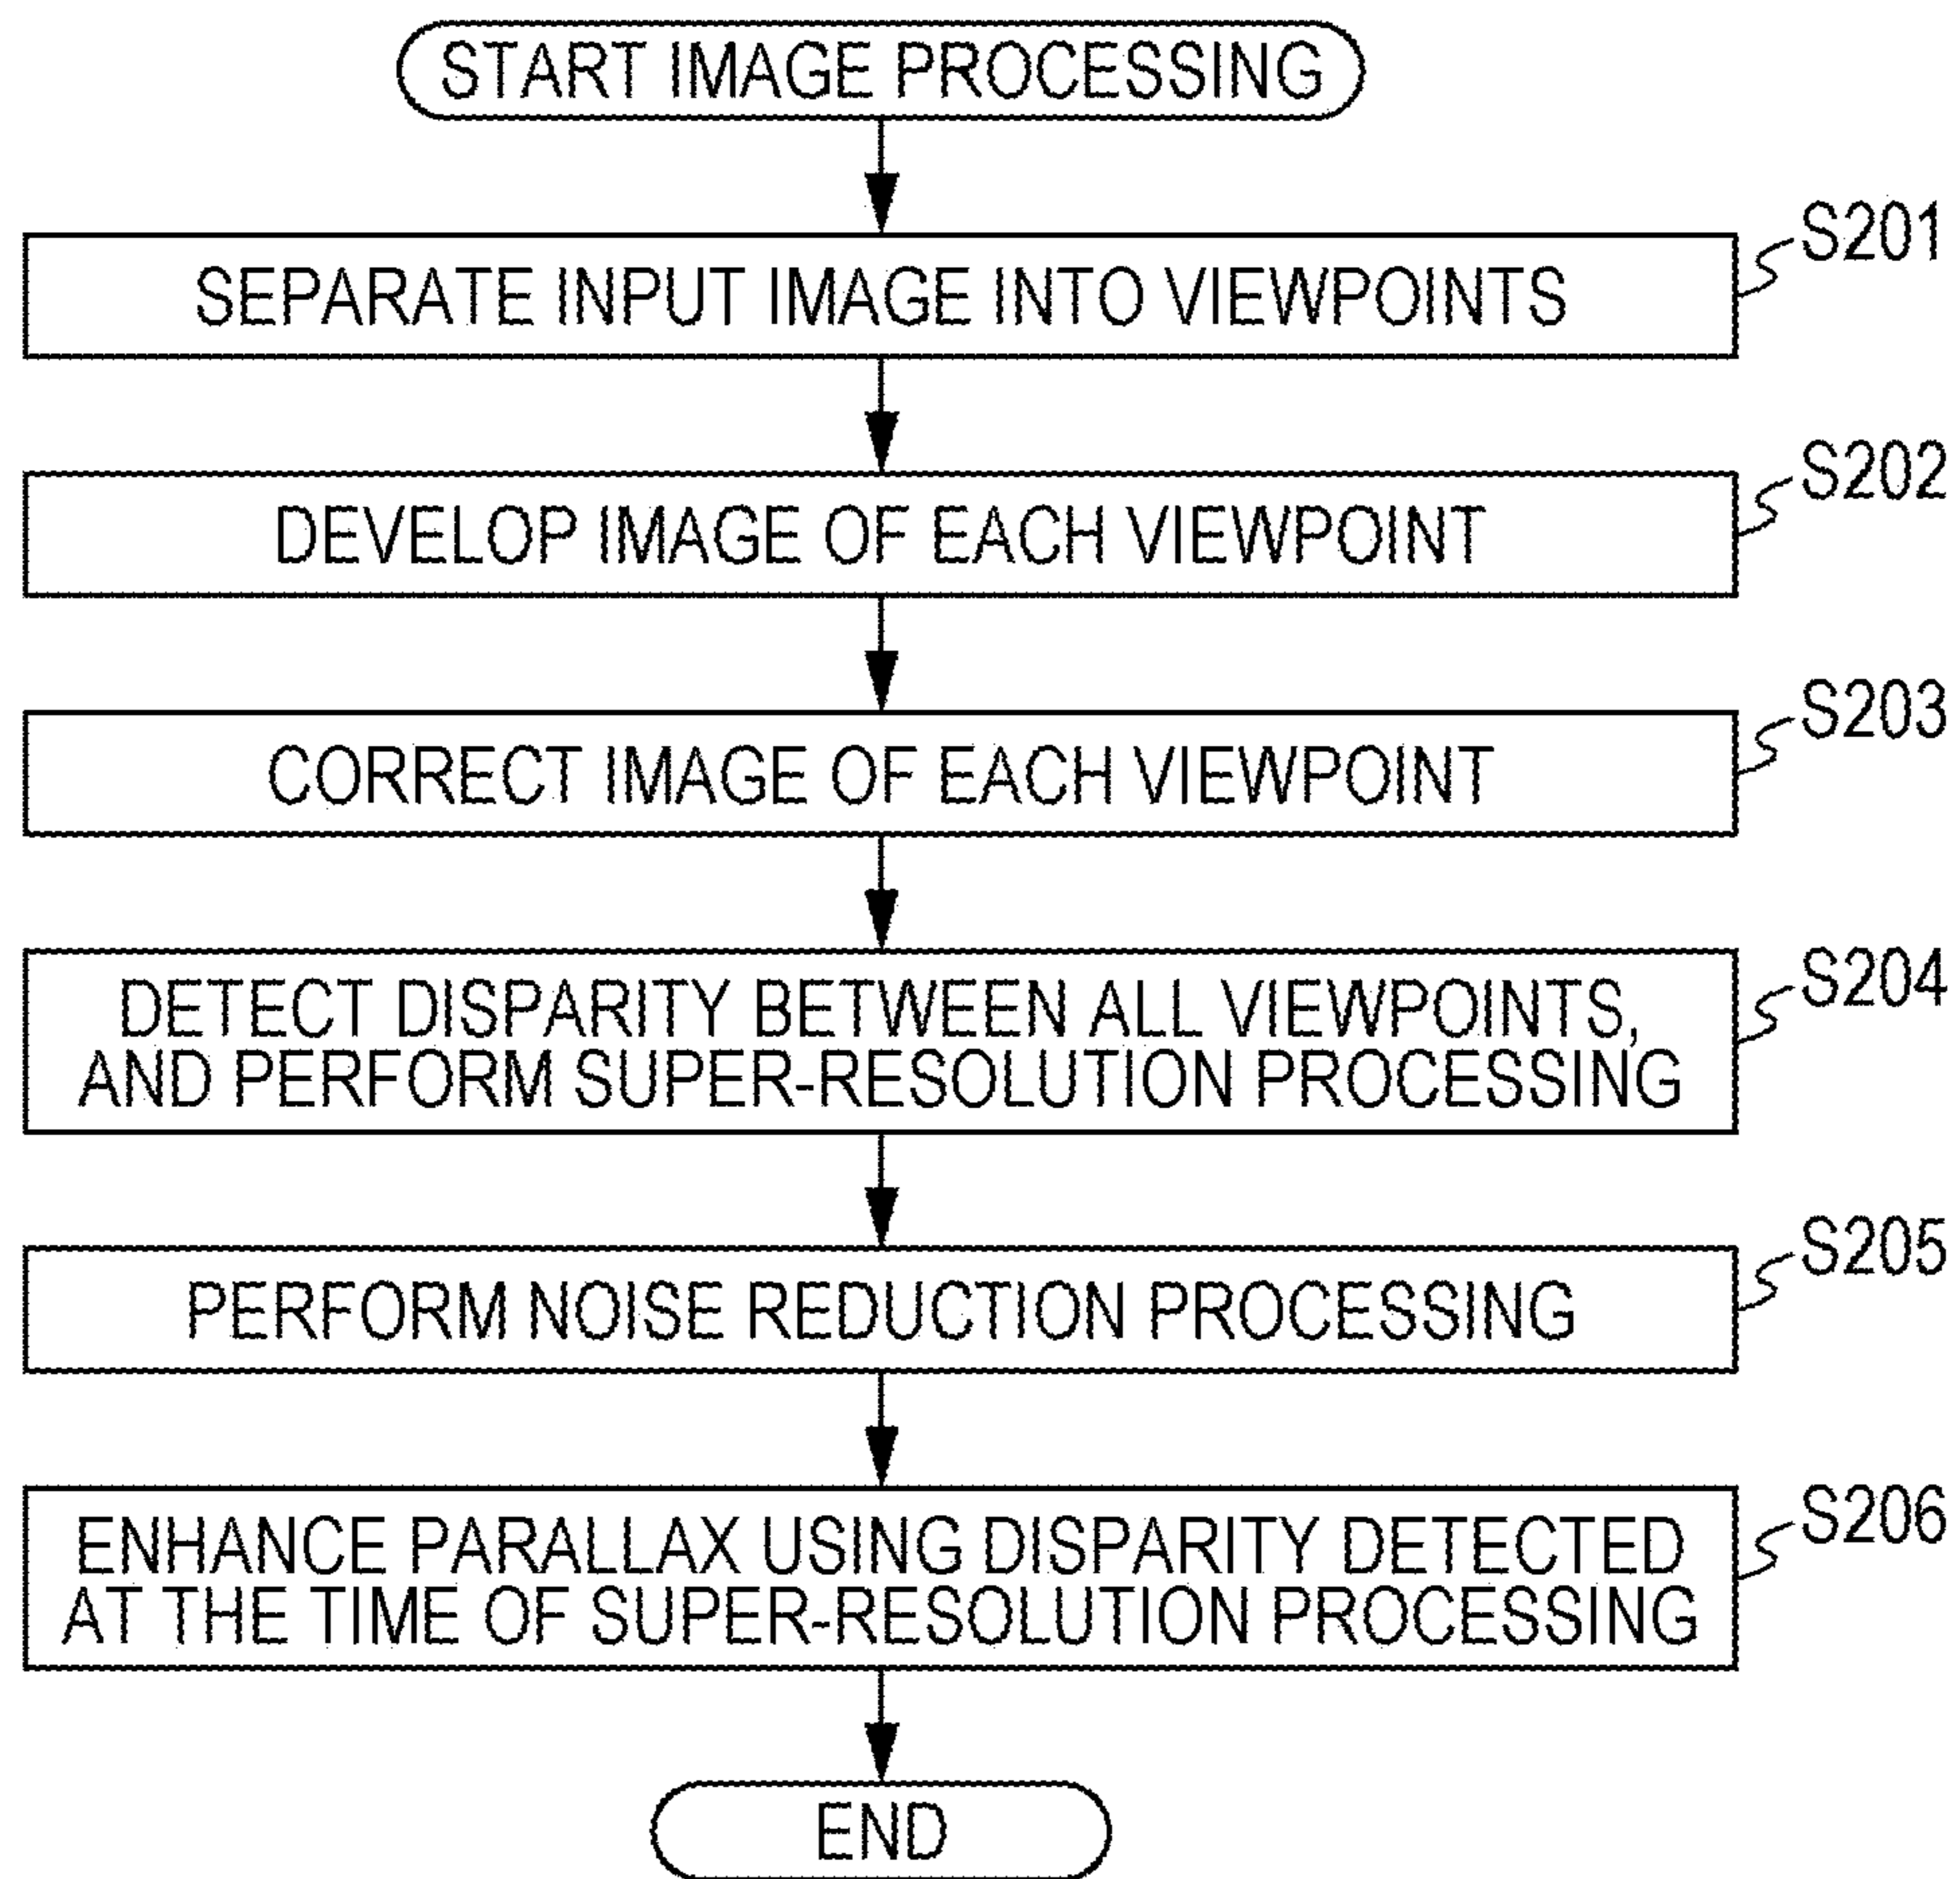 START IMAGE PROCESSING
S201
SEPARATE INPUT IMAGE INTO VIEWPOINTS
S202
DEVELOP IMAGE OF EACH VIEWPOINT
S203
CORRECT IMAGE OF EACH VIEWPOINT
S204
DETECT DISPARITY BETWEEN ALL VIEWPOINTS,
AND PERFORM SUPER-RESOLUTION PROCESSING
S205
PERFORM NOISE REDUCTION PROCESSING
S206
ENHANCE PARALLAX USING DISPARITY DETECTED
AT THE TIME OF SUPER-RESOLUTION PROCESSING
END